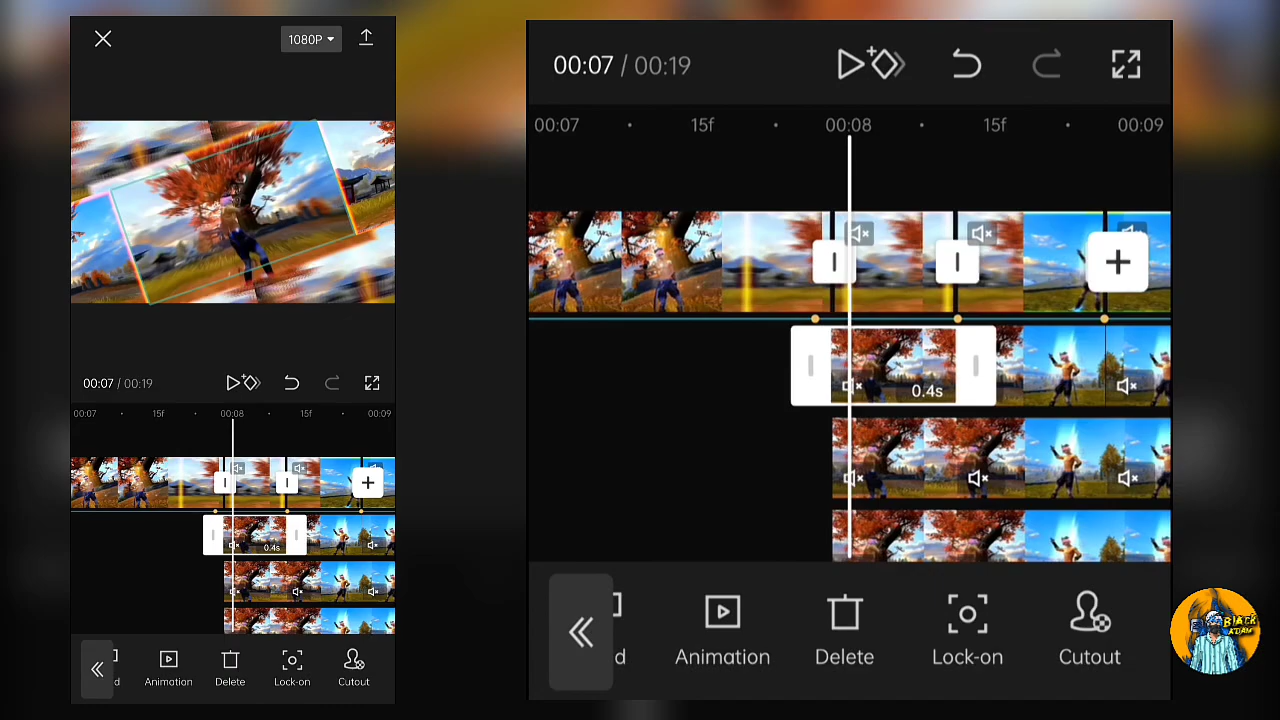 1080P
00:07 / 00:19
00:07 15f 00:08 15f 00:09
0.4s
d Animation Delete Lock-on Cutout
00:07 / 00:19
00:07 15f 00:08 15f 00:09
0.4s
d Animation Delete Lock-on Cutout
BLACK
ADAM